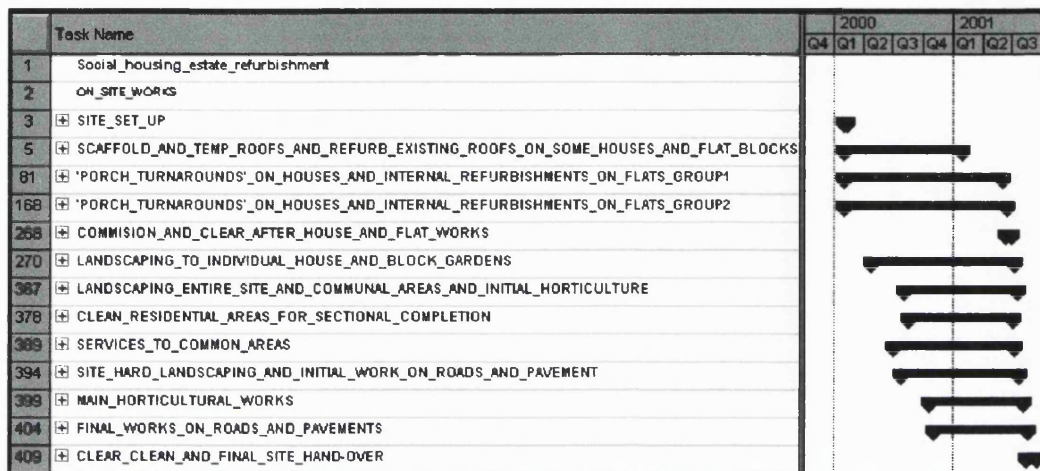 Task Name 2000 2001
Q4 Q1 Q2 Q3 Q4 Q1 Q2 Q3
1 Social_housing_estate_refurbishment
2 ON_SITE_WORKS
3 SITE_SET_UP
5 SCAFFOLD_AND_TEMP_ROOFS_AND_REFURB_EXISTING_ROOFS_ON_SOME_HOUSES_AND_FLAT_BLOCKS
81 'PORCH_TURNAROUNDS'_ON_HOUSES_AND_INTERNAL_REFURBISHMENTS_ON_FLATS_GROUP1
168 'PORCH_TURNAROUNDS'_ON_HOUSES_AND_INTERNAL_REFURBISHMENTS_ON_FLATS_GROUP2
268 COMMISION_AND_CLEAR_AFTER_HOUSE_AND_FLAT_WORKS
270 LANDSCAPING_TO_INDIVIDUAL_HOUSE_AND_BLOCK_GARDENS
367 LANDSCAPING_ENTIRE_SITE_AND_COMMUNAL_AREAS_AND_INITIAL_HORTICULTURE
378 CLEAN_RESIDENTIAL_AREAS_FOR_SECTIONAL_COMPLETION
389 SERVICES_TO_COMMON_AREAS
394 SITE_HARD_LANDSCAPING_AND_INITIAL_WORK_ON_ROADS_AND_PAVEMENT
399 MAIN_HORTICULTURAL_WORKS
404 FINAL_WORKS_ON_ROADS_AND_PAVEMENTS
409 CLEAR_CLEAN_AND_FINAL_SITE_HAND-OVER